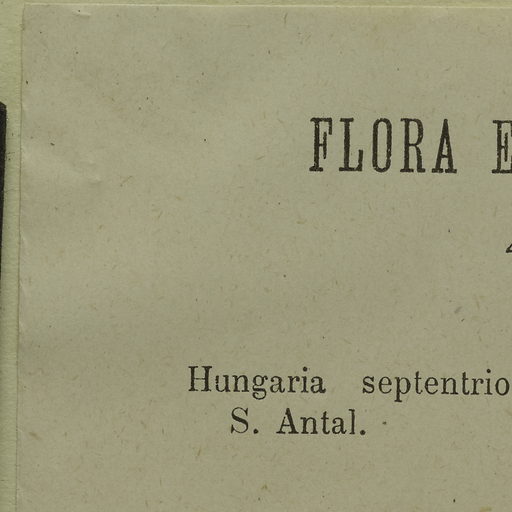 FLORA E
Hungaria septentrio
S. Antal.